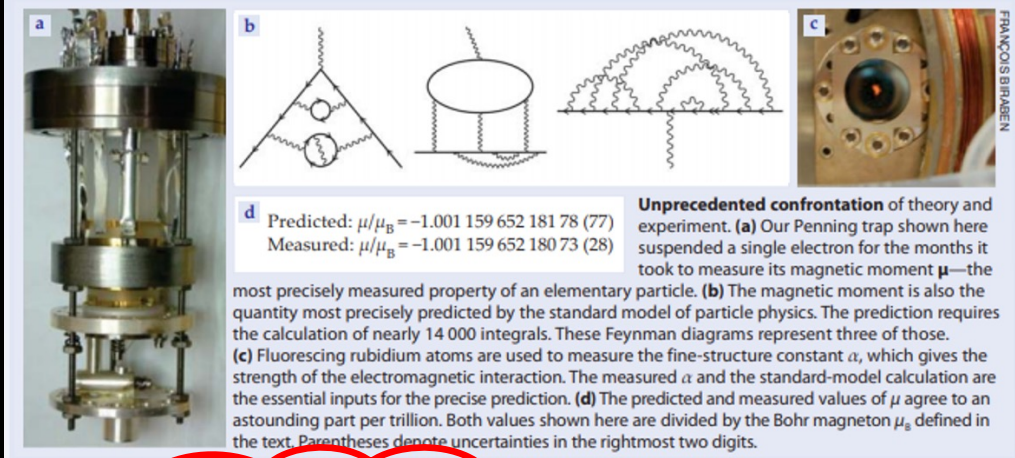 a
b
c
FRANÇOIS BIRABEN
d
Predicted: μ/μB = −1.001 159 652 181 78 (77)
Measured: μ/μB = −1.001 159 652 180 73 (28)
Unprecedented confrontation of theory and
experiment. (a) Our Penning trap shown here
suspended a single electron for the months it
took to measure its magnetic moment μ—the
most precisely measured property of an elementary particle. (b) The magnetic moment is also the
quantity most precisely predicted by the standard model of particle physics. The prediction requires
the calculation of nearly 14 000 integrals. These Feynman diagrams represent three of those.
(c) Fluorescing rubidium atoms are used to measure the fine-structure constant α, which gives the
strength of the electromagnetic interaction. The measured α and the standard-model calculation are
the essential inputs for the precise prediction. (d) The predicted and measured values of μ agree to an
astounding part per trillion. Both values shown here are divided by the Bohr magneton μB defined in
the text. Parentheses denote uncertainties in the rightmost two digits.